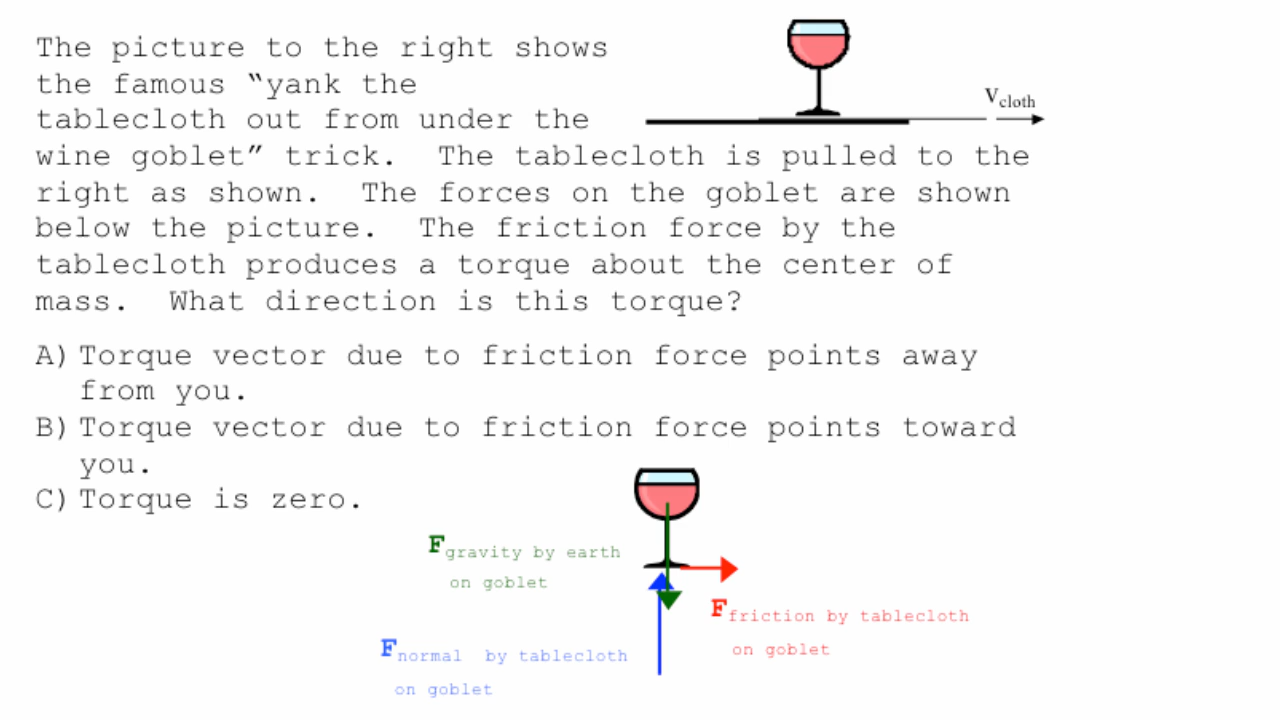 The picture to the right shows
the famous “yank the
tablecloth out from under the
wine goblet” trick. The tablecloth is pulled to the
right as shown. The forces on the goblet are shown
below the picture. The friction force by the
tablecloth produces a torque about the center of
mass. What direction is this torque?
Vcloth
A) Torque vector due to friction force points away
from you.
B) Torque vector due to friction force points toward
you.
C) Torque is zero.
Fgravity by earth
on goblet
Ffriction by tablecloth
on goblet
Fnormal by tablecloth
on goblet